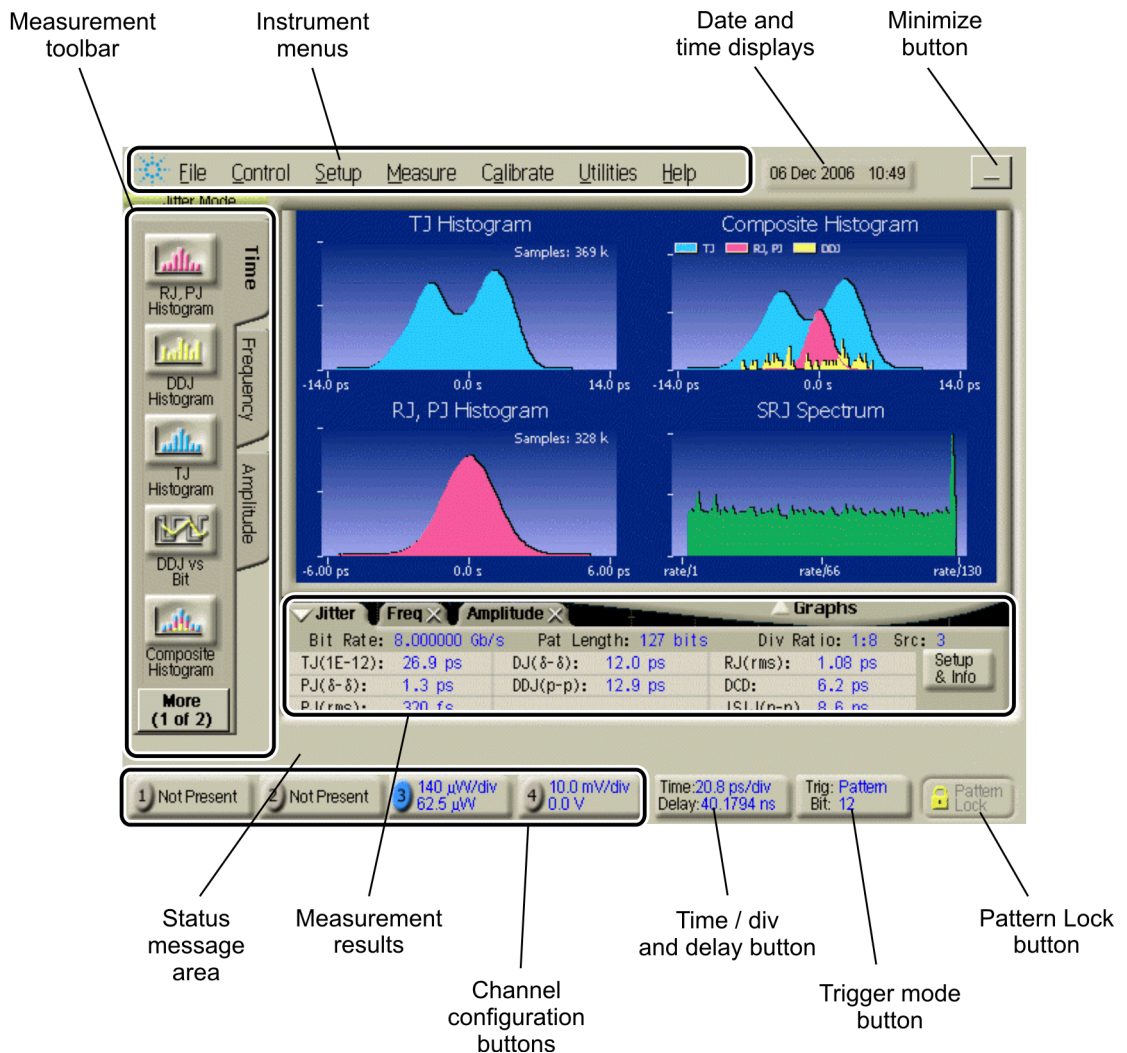 Measurement
toolbar
Instrument
menus
Date and
time displays
Minimize
button
File Control Setup Measure Calibrate Utilities Help
06 Dec 2006 10:49
Jitter Mode
Time
Frequency
Amplitude
RJ, PJ
Histogram
DDJ
Histogram
TJ
Histogram
DDJ vs
Bit
Composite
Histogram
More
(1 of 2)
TJ Histogram
Samples: 369 k
-14.0 ps 0.0 s 14.0 ps
Composite Histogram
TJ RJ, PJ DDJ
-14.0 ps 0.0 s 14.0 ps
RJ, PJ Histogram
Samples: 328 k
-6.00 ps 0.0 s 6.00 ps
SRJ Spectrum
rate/1 rate/66 rate/130
Jitter Freq Amplitude Graphs
Bit Rate: 8.000000 Gb/s Pat Length: 127 bits Div Ratio: 1:8 Src: 3
TJ(1E-12): 26.9 ps DJ(δ-δ): 12.0 ps RJ(rms): 1.08 ps
PJ(δ-δ): 1.3 ps DDJ(p-p): 12.9 ps DCD: 6.2 ps
PJ(rms): 320 fs ISI(p-p) 8.6 ps
Setup
& Info
1 Not Present
2 Not Present
3 140 µW/div
62.5 µW
4 10.0 mV/div
0.0 V
Time:20.8 ps/div
Delay:40.1794 ns
Trig: Pattern
Bit: 12
Pattern
Lock
Status
message
area
Measurement
results
Channel
configuration
buttons
Time / div
and delay button
Trigger mode
button
Pattern Lock
button